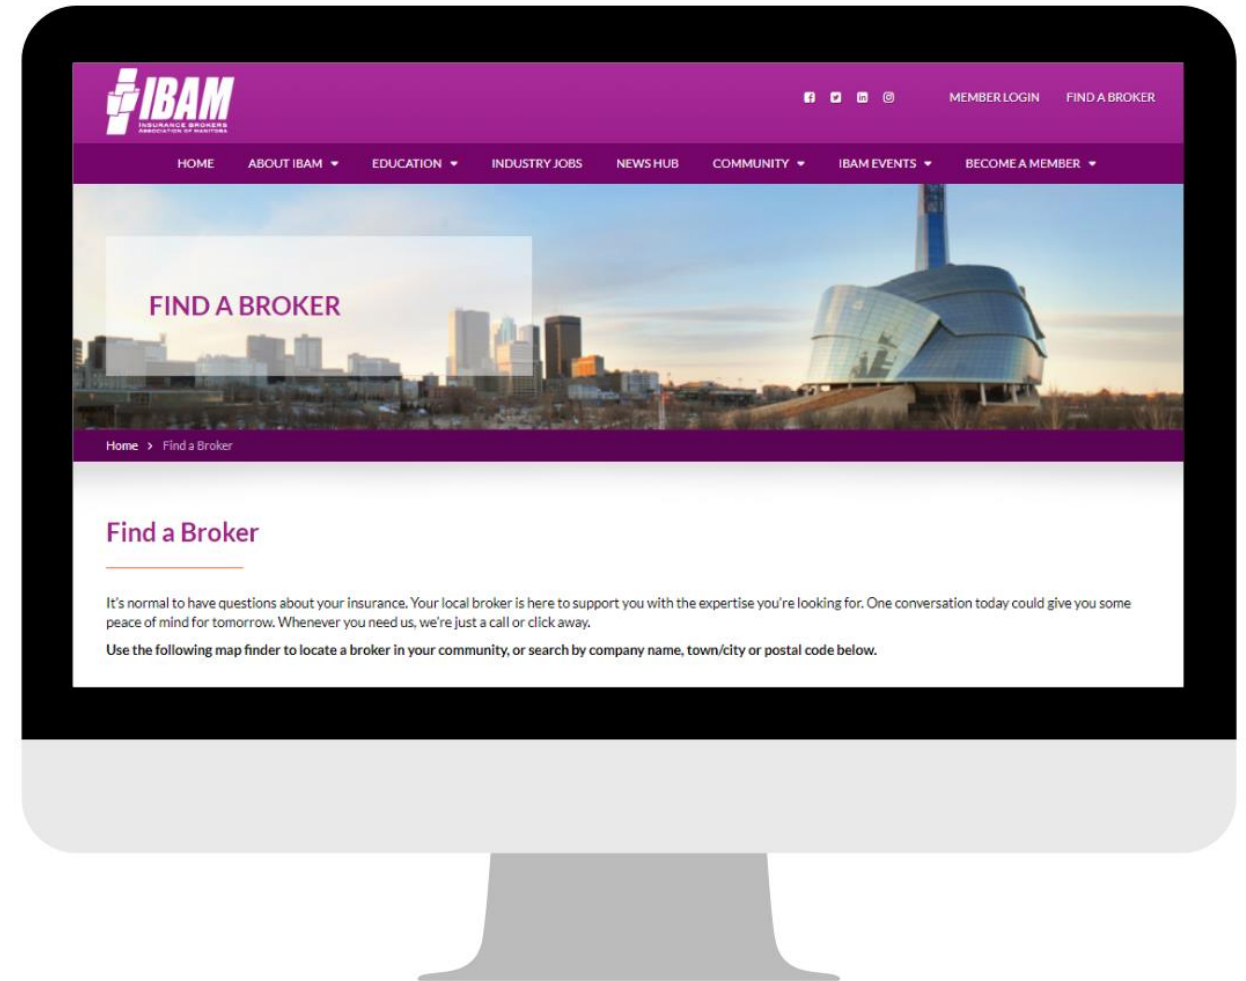 IBAM
INSURANCE BROKERS
ASSOCIATION OF MANITOBA
MEMBER LOGIN FIND A BROKER
HOME ABOUT IBAM EDUCATION INDUSTRY JOBS NEWS HUB COMMUNITY IBAM EVENTS BECOME A MEMBER
FIND A BROKER
Home > Find a Broker
Find a Broker
It's normal to have questions about your insurance. Your local broker is here to support you with the expertise you're looking for. One conversation today could give you some
peace of mind for tomorrow. Whenever you need us, we're just a call or click away.
Use the following map finder to locate a broker in your community, or search by company name, town/city or postal code below.